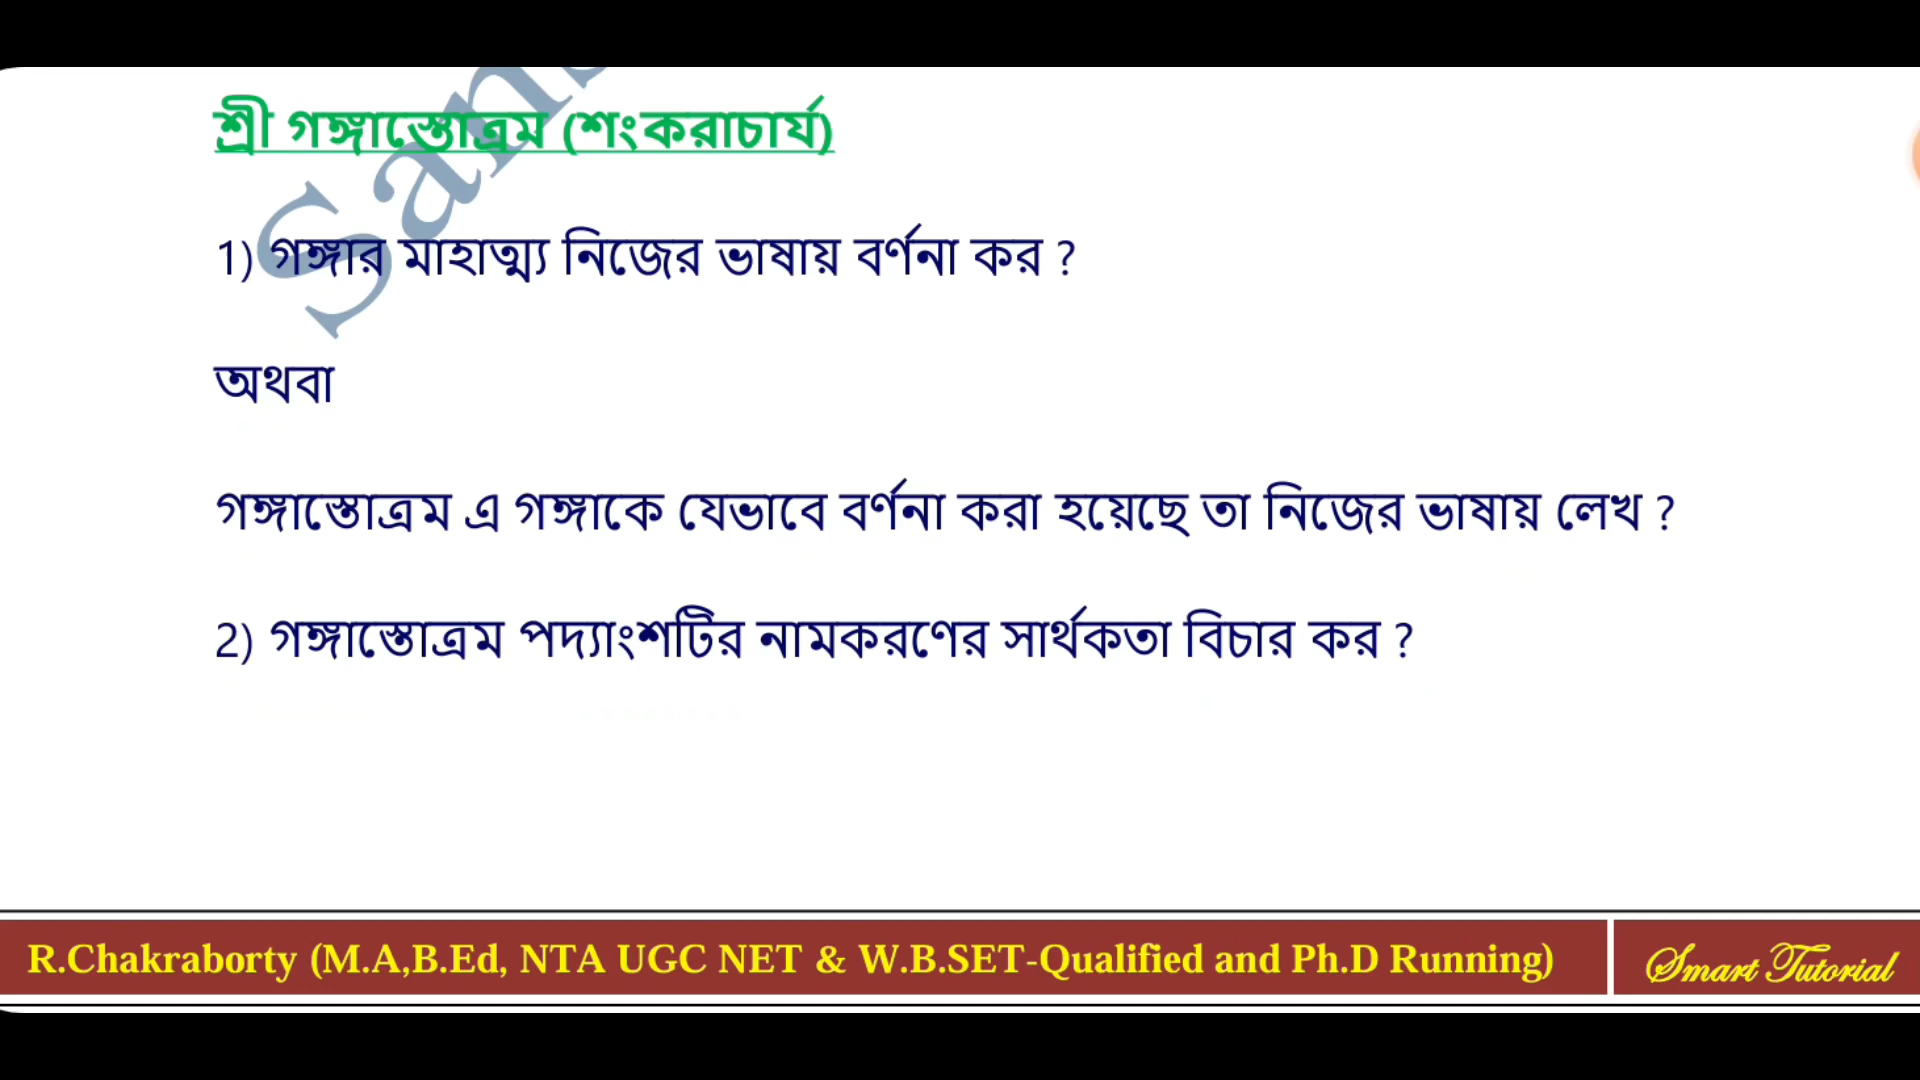 শ্রী গঙ্গাস্তোত্রম (শংকরাচার্য)
1) গঙ্গার মাহাত্ম্য নিজের ভাষায় বর্ণনা কর ?
অথবা
গঙ্গাস্তোত্রম এ গঙ্গাকে যেভাবে বর্ণনা করা হয়েছে তা নিজের ভাষায় লেখ ?
2) গঙ্গাস্তোত্রম পদ্যাংশটির নামকরণের সার্থকতা বিচার কর ?
R.Chakraborty (M.A,B.Ed, NTA UGC NET & W.B.SET-Qualified and Ph.D Running)
Smart Tutorial